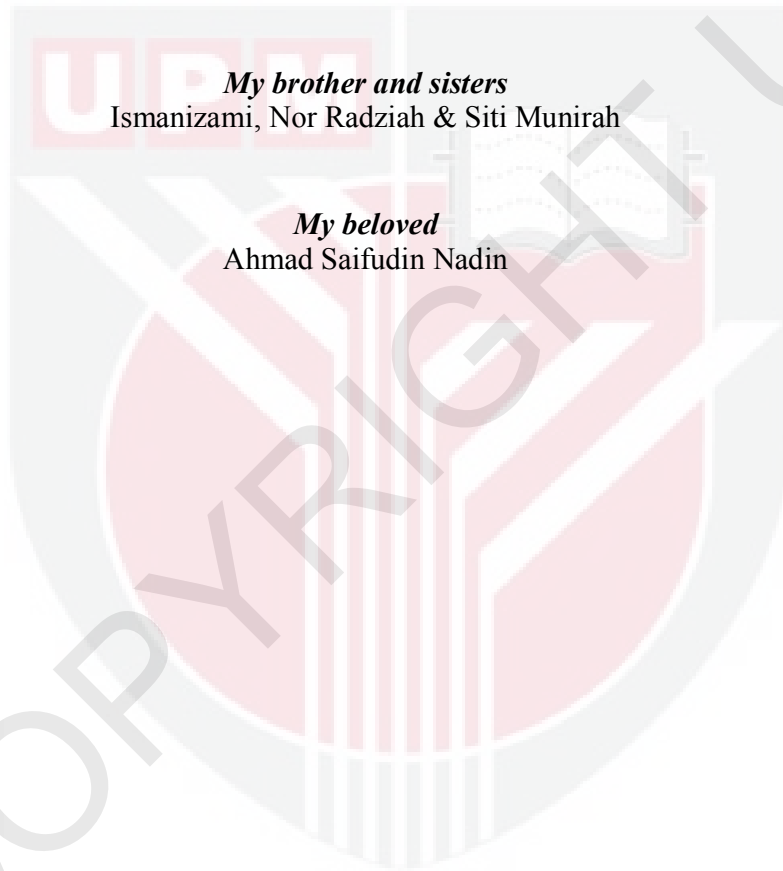 UPM
My brother and sisters
Ismanizami, Nor Radziah & Siti Munirah
My beloved
Ahmad Saifudin Nadin
COPYRIGHT U